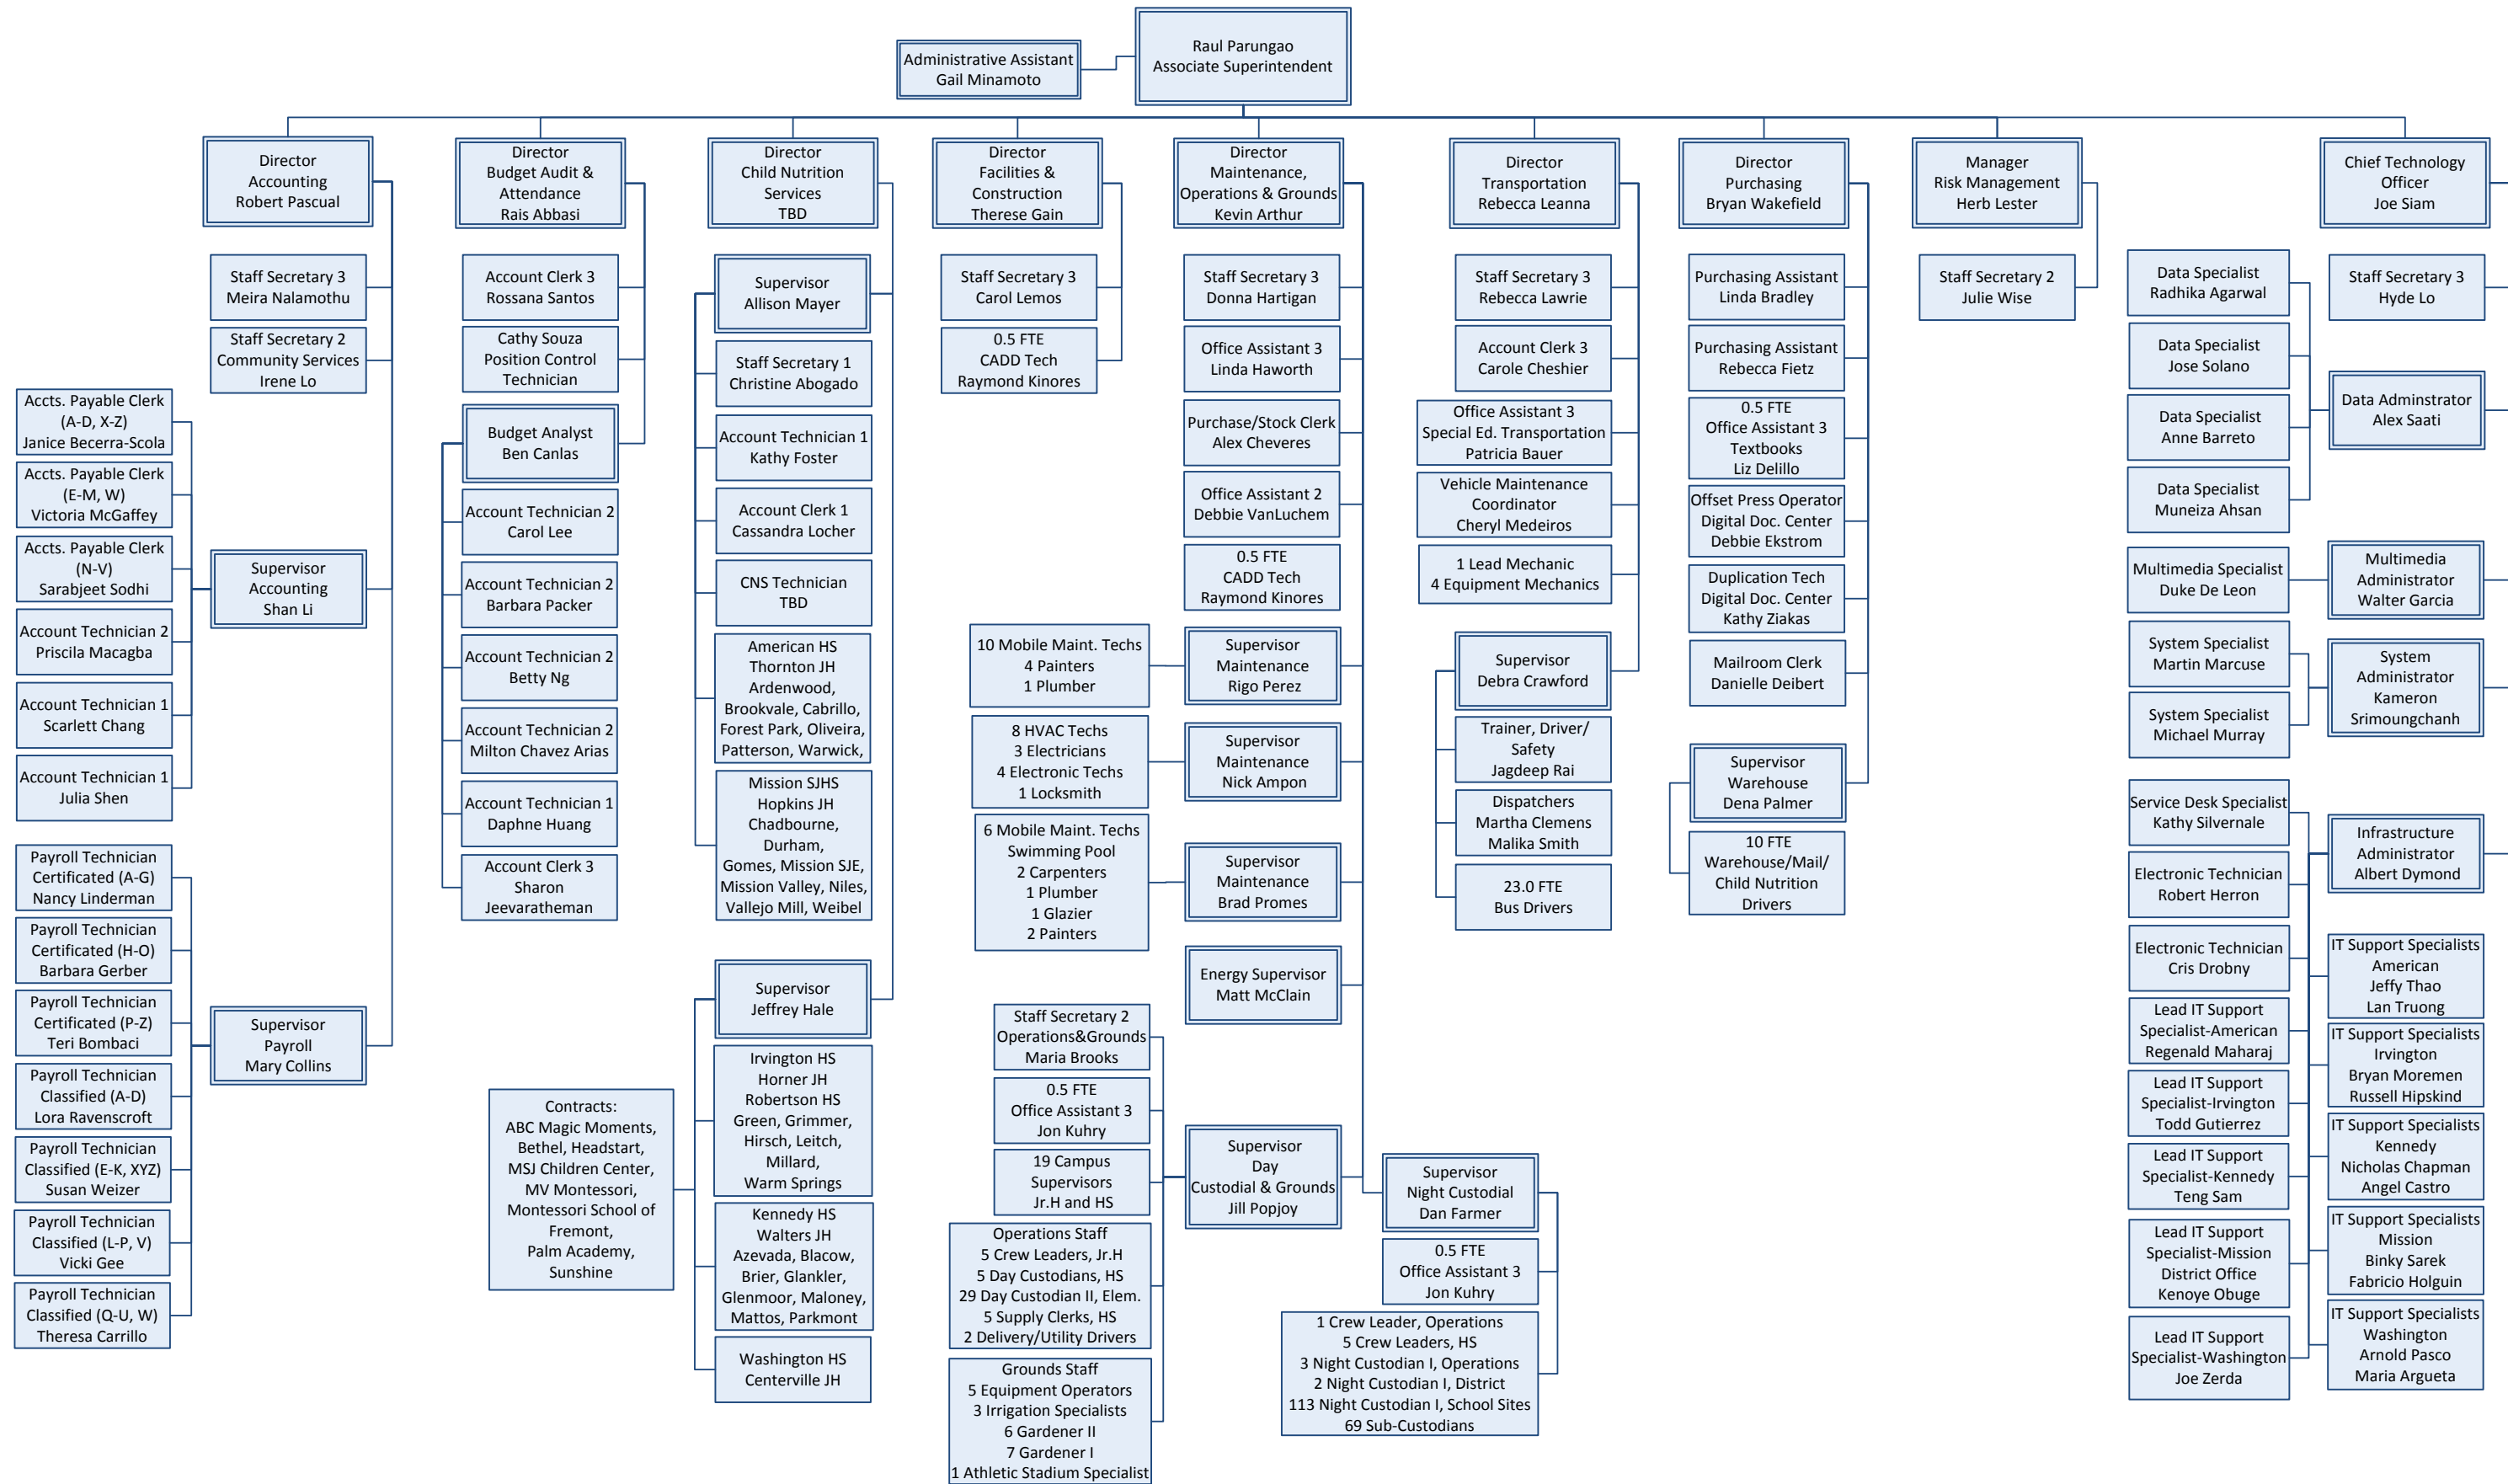 Raul Parungao
Associate Superintendent
Administrative Assistant
Gail Minamoto
Director
Accounting
Robert Pascual
Staff Secretary 3
Meira Nalamothu
Staff Secretary 2
Community Services
Irene Lo
Accts. Payable Clerk
(A-D, X-Z)
Janice Becerra-Scola
Accts. Payable Clerk
(E-M, W)
Victoria McGaffey
Accts. Payable Clerk
(N-V)
Sarabjeet Sodhi
Account Technician 2
Priscila Macagba
Account Technician 1
Scarlett Chang
Account Technician 1
Julia Shen
Supervisor
Accounting
Shan Li
Payroll Technician
Certificated (A-G)
Nancy Linderman
Payroll Technician
Certificated (H-O)
Barbara Gerber
Payroll Technician
Certificated (P-Z)
Teri Bombaci
Payroll Technician
Classified (A-D)
Lora Ravenscroft
Payroll Technician
Classified (E-K, XYZ)
Susan Weizer
Payroll Technician
Classified (L-P, V)
Vicki Gee
Payroll Technician
Classified (Q-U, W)
Theresa Carrillo
Supervisor
Payroll
Mary Collins
Director
Budget Audit &
Attendance
Rais Abbasi
Account Clerk 3
Rossana Santos
Cathy Souza
Position Control
Technician
Budget Analyst
Ben Canlas
Account Technician 2
Carol Lee
Account Technician 2
Barbara Packer
Account Technician 2
Betty Ng
Account Technician 2
Milton Chavez Arias
Account Technician 1
Daphne Huang
Account Clerk 3
Sharon
Jeevaratheman
Director
Child Nutrition
Services
TBD
Supervisor
Allison Mayer
Staff Secretary 1
Christine Abogado
Account Technician 1
Kathy Foster
Account Clerk 1
Cassandra Locher
CNS Technician
TBD
American HS
Thornton JH
Ardenwood,
Brookvale, Cabrillo,
Forest Park, Oliveira,
Patterson, Warwick,
Mission SJHS
Hopkins JH
Chadbourne,
Durham,
Gomes, Mission SJE,
Mission Valley, Niles,
Vallejo Mill, Weibel
Supervisor
Jeffrey Hale
Contracts:
ABC Magic Moments,
Bethel, Headstart,
MSJ Children Center,
MV Montessori,
Montessori School of
Fremont,
Palm Academy,
Sunshine
Irvington HS
Horner JH
Robertson HS
Green, Grimmer,
Hirsch, Leitch,
Millard,
Warm Springs
Kennedy HS
Walters JH
Azevada, Blacow,
Brier, Glankler,
Glenmoor, Maloney,
Mattos, Parkmont
Washington HS
Centerville JH
Director
Facilities &
Construction
Therese Gain
Staff Secretary 3
Carol Lemos
0.5 FTE
CADD Tech
Raymond Kinores
Director
Maintenance,
Operations & Grounds
Kevin Arthur
Staff Secretary 3
Donna Hartigan
Office Assistant 3
Linda Haworth
Purchase/Stock Clerk
Alex Cheveres
Office Assistant 2
Debbie VanLuchem
0.5 FTE
CADD Tech
Raymond Kinores
10 Mobile Maint. Techs
4 Painters
1 Plumber
Supervisor
Maintenance
Rigo Perez
8 HVAC Techs
3 Electricians
4 Electronic Techs
1 Locksmith
Supervisor
Maintenance
Nick Ampon
6 Mobile Maint. Techs
Swimming Pool
2 Carpenters
1 Plumber
1 Glazier
2 Painters
Supervisor
Maintenance
Brad Promes
Energy Supervisor
Matt McClain
Staff Secretary 2
Operations&Grounds
Maria Brooks
0.5 FTE
Office Assistant 3
Jon Kuhry
19 Campus
Supervisors
Jr.H and HS
Operations Staff
5 Crew Leaders, Jr.H
5 Day Custodians, HS
29 Day Custodian II, Elem.
5 Supply Clerks, HS
2 Delivery/Utility Drivers
Grounds Staff
5 Equipment Operators
3 Irrigation Specialists
6 Gardener II
7 Gardener I
1 Athletic Stadium Specialist
Supervisor
Day
Custodial & Grounds
Jill Popjoy
Supervisor
Night Custodial
Dan Farmer
0.5 FTE
Office Assistant 3
Jon Kuhry
1 Crew Leader, Operations
5 Crew Leaders, HS
3 Night Custodian I, Operations
2 Night Custodian I, District
113 Night Custodian I, School Sites
69 Sub-Custodians
Director
Transportation
Rebecca Leanna
Staff Secretary 3
Rebecca Lawrie
Account Clerk 3
Carole Cheshier
Office Assistant 3
Special Ed. Transportation
Patricia Bauer
Vehicle Maintenance
Coordinator
Cheryl Medeiros
1 Lead Mechanic
4 Equipment Mechanics
Supervisor
Debra Crawford
Trainer, Driver/
Safety
Jagdeep Rai
Dispatchers
Martha Clemens
Malika Smith
23.0 FTE
Bus Drivers
Director
Purchasing
Bryan Wakefield
Purchasing Assistant
Linda Bradley
Purchasing Assistant
Rebecca Fietz
0.5 FTE
Office Assistant 3
Textbooks
Liz Delillo
Offset Press Operator
Digital Doc. Center
Debbie Ekstrom
Duplication Tech
Digital Doc. Center
Kathy Ziakas
Mailroom Clerk
Danielle Deibert
Supervisor
Warehouse
Dena Palmer
10 FTE
Warehouse/Mail/
Child Nutrition
Drivers
Manager
Risk Management
Herb Lester
Staff Secretary 2
Julie Wise
Chief Technology
Officer
Joe Siam
Staff Secretary 3
Hyde Lo
Data Specialist
Radhika Agarwal
Data Specialist
Jose Solano
Data Specialist
Anne Barreto
Data Specialist
Muneiza Ahsan
Data Adminstrator
Alex Saati
Multimedia Specialist
Duke De Leon
Multimedia
Administrator
Walter Garcia
System Specialist
Martin Marcuse
System Specialist
Michael Murray
System
Administrator
Kameron
Srimoungchanh
Service Desk Specialist
Kathy Silvernale
Electronic Technician
Robert Herron
Electronic Technician
Cris Drobny
Lead IT Support
Specialist-American
Regenald Maharaj
Lead IT Support
Specialist-Irvington
Todd Gutierrez
Lead IT Support
Specialist-Kennedy
Teng Sam
Lead IT Support
Specialist-Mission
District Office
Kenoye Obuge
Lead IT Support
Specialist-Washington
Joe Zerda
Infrastructure
Administrator
Albert Dymond
IT Support Specialists
American
Jeffy Thao
Lan Truong
IT Support Specialists
Irvington
Bryan Moremen
Russell Hipskind
IT Support Specialists
Kennedy
Nicholas Chapman
Angel Castro
IT Support Specialists
Mission
Binky Sarek
Fabricio Holguin
IT Support Specialists
Washington
Arnold Pasco
Maria Argueta